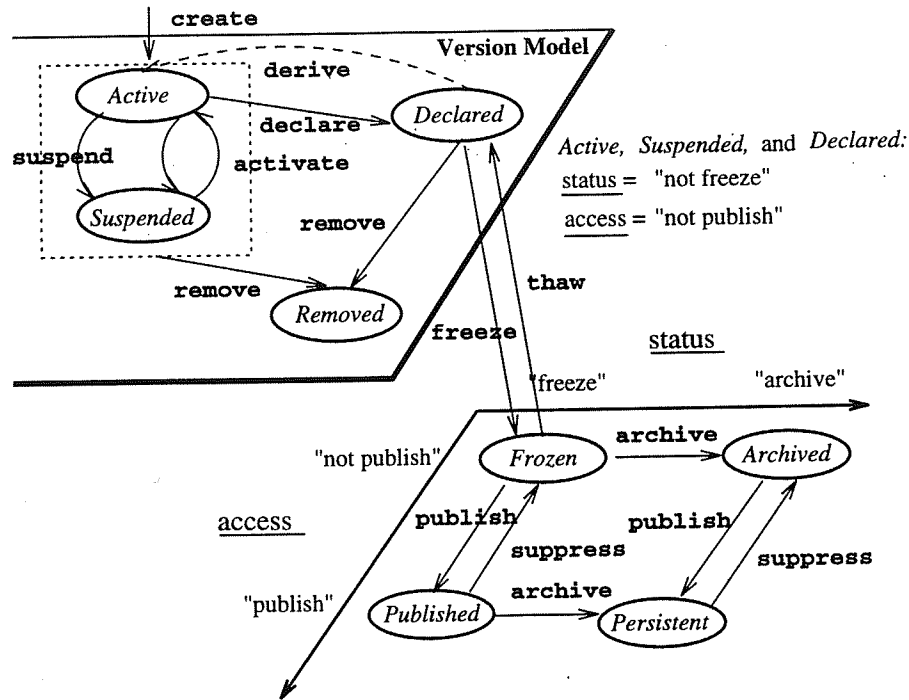 create
Version Model
derive
Active
Declared
declare
suspend
activate
Active, Suspended, and Declared:
status = "not freeze"
access = "not publish"
Suspended
remove
remove
thaw
Removed
freeze
status
"freeze"
"archive"
archive
"not publish"
Frozen
Archived
access
publish
publish
suppress
suppress
archive
"publish"
Published
Persistent